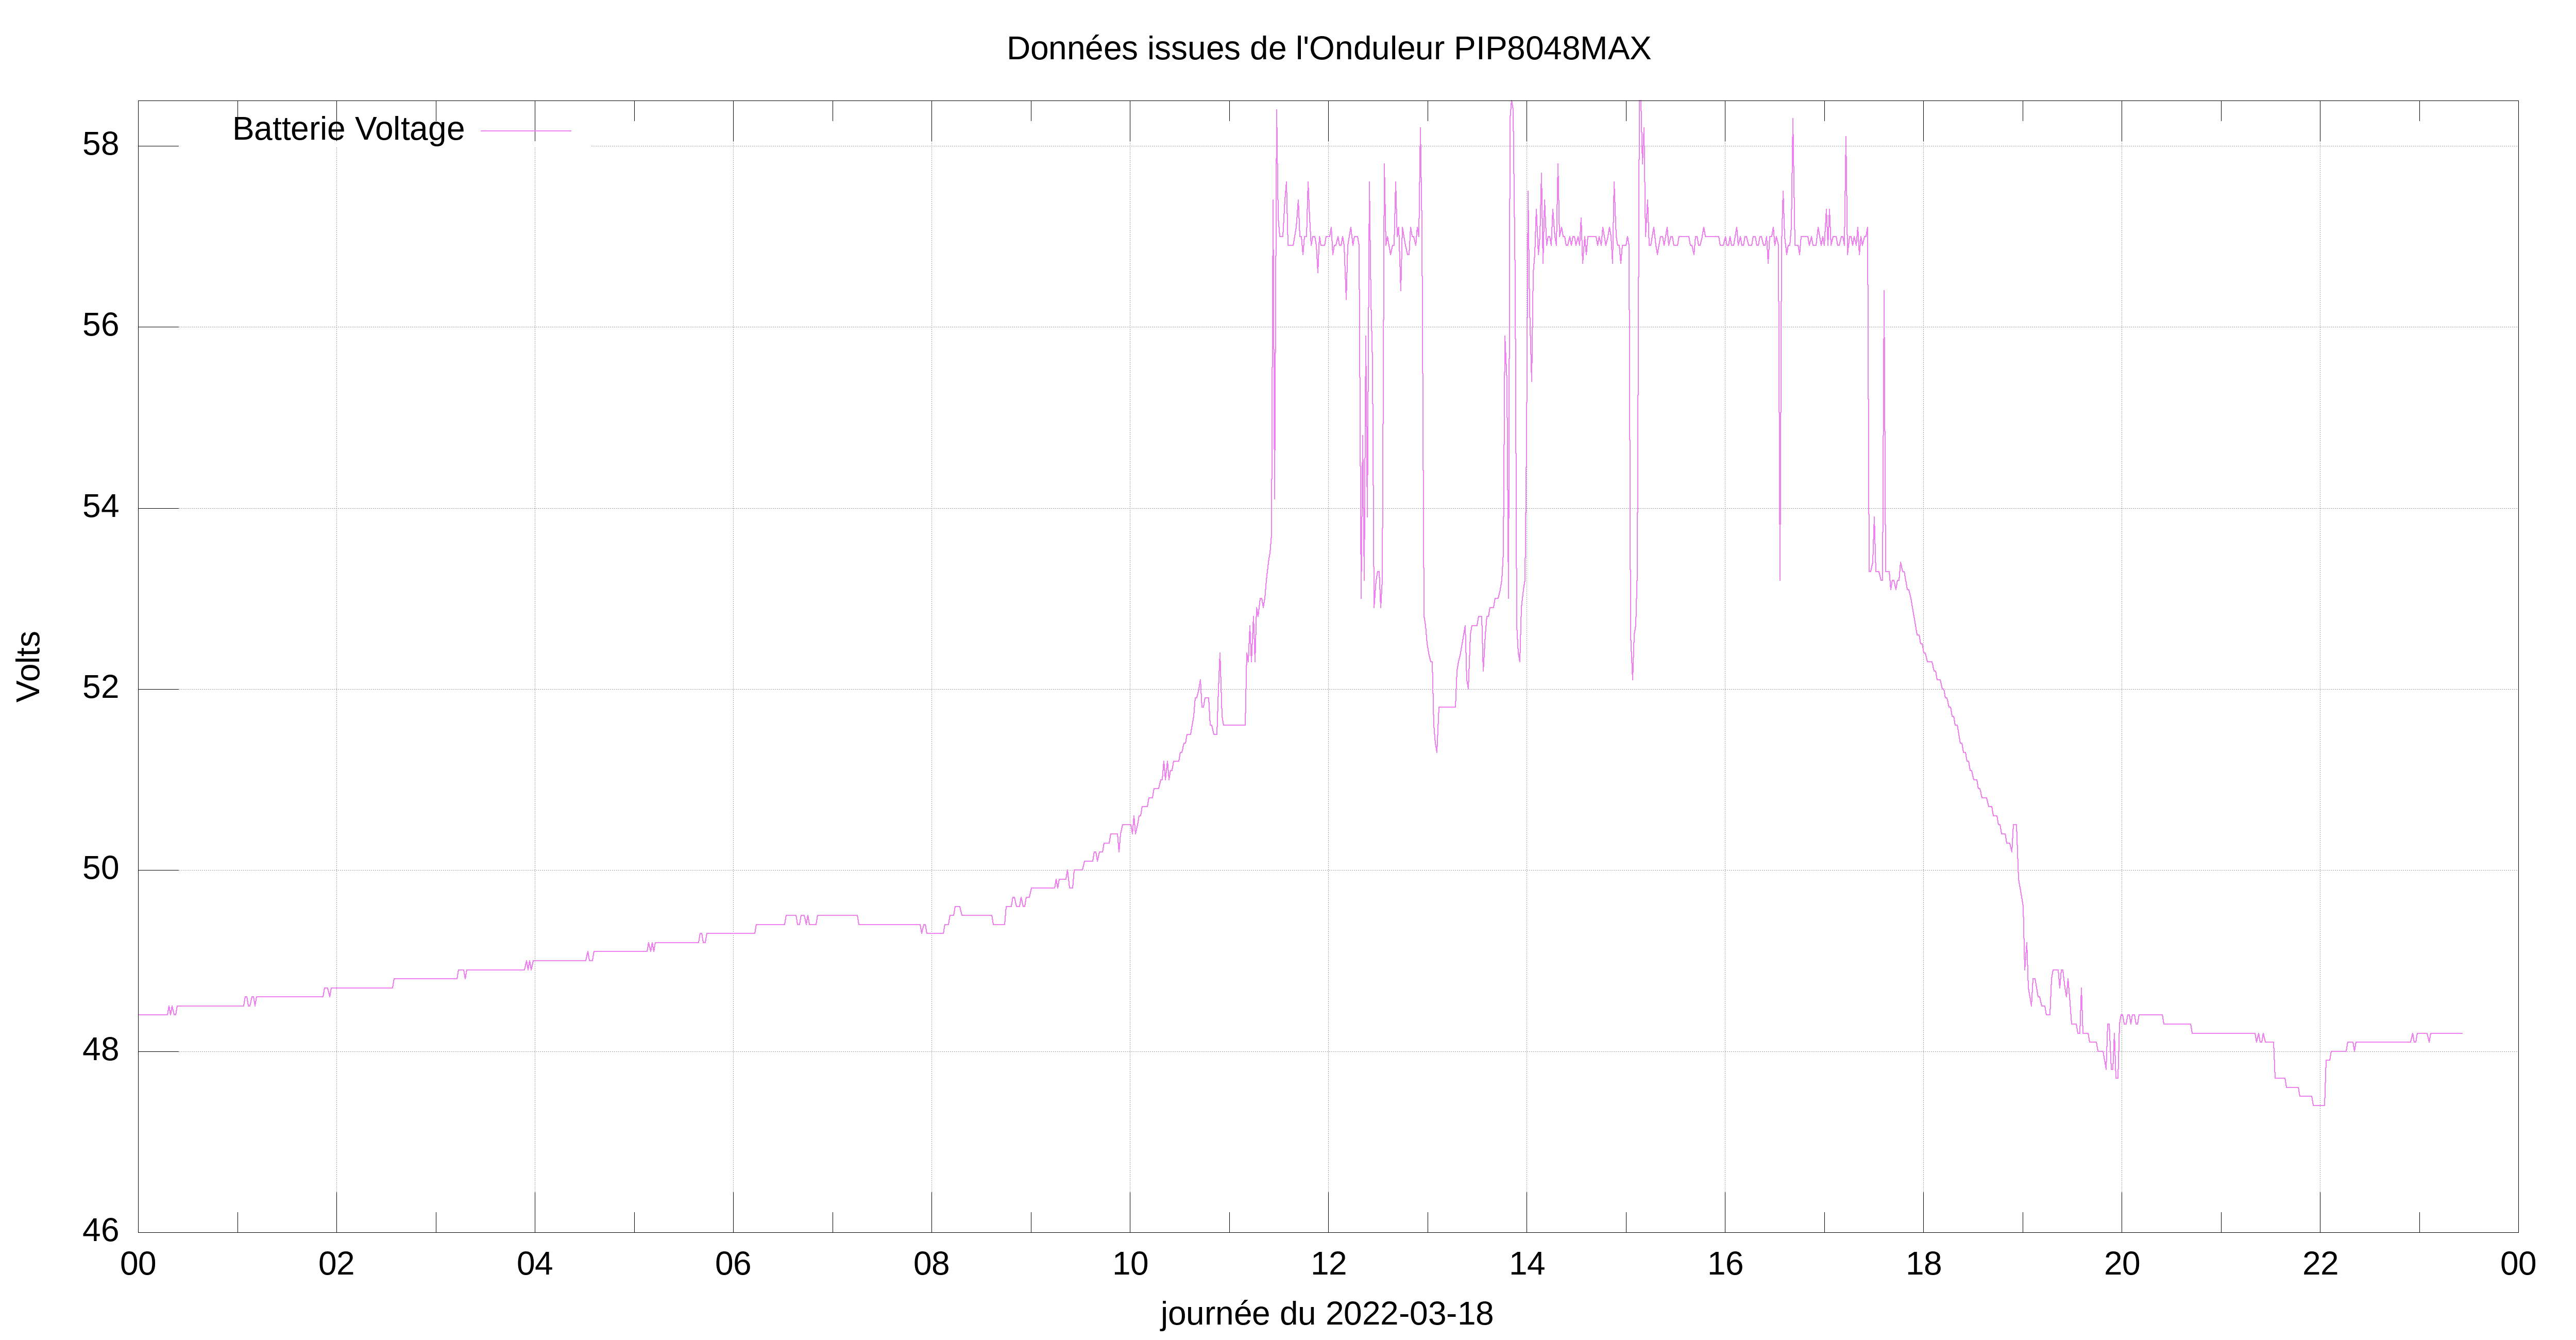 Données issues de l'Onduleur PIP8048MAX
Batterie Voltage
58
56
54
52
50
48
46
Volts
00 02 04 06 08 10 12 14 16 18 20 22 00
journée du 2022-03-18